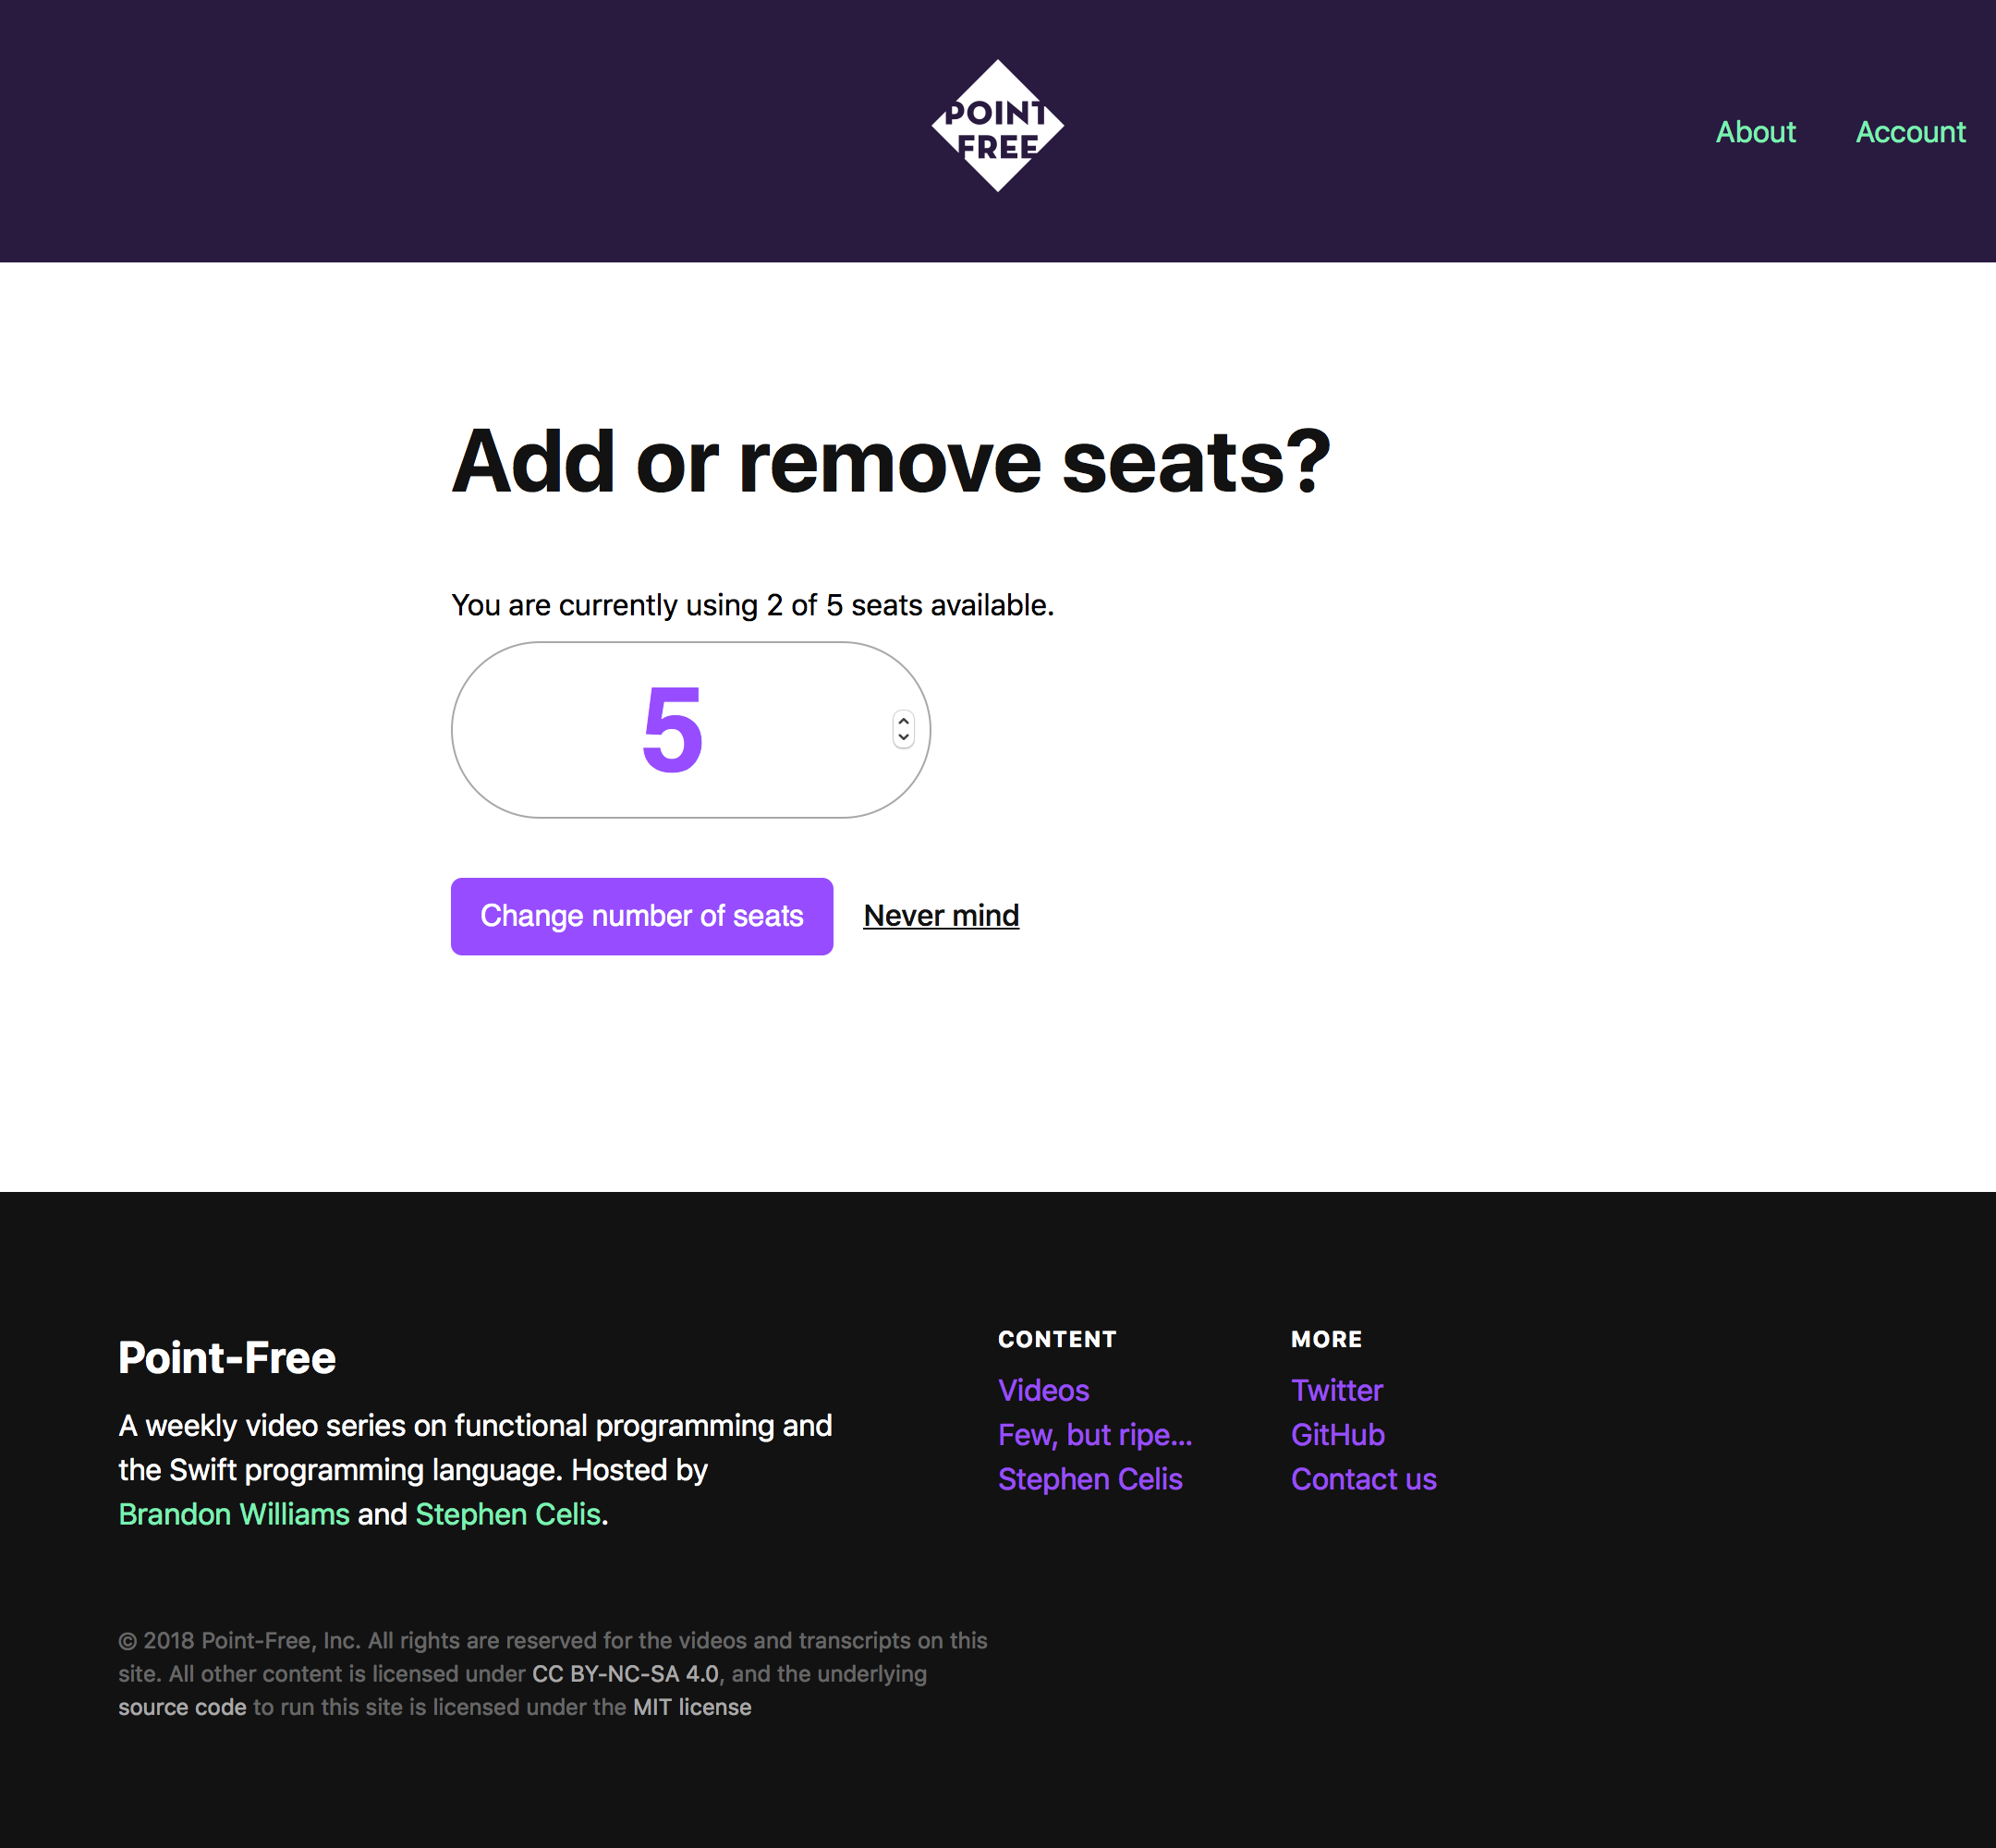 POINT
FREE
About
Account
Add or remove seats?
You are currently using 2 of 5 seats available.
5
Change number of seats
Never mind
Point-Free
A weekly video series on functional programming and
the Swift programming language. Hosted by
Brandon Williams and Stephen Celis.
CONTENT
Videos
Few, but ripe...
Stephen Celis
MORE
Twitter
GitHub
Contact us
© 2018 Point-Free, Inc. All rights are reserved for the videos and transcripts on this
site. All other content is licensed under CC BY-NC-SA 4.0, and the underlying
source code to run this site is licensed under the MIT license